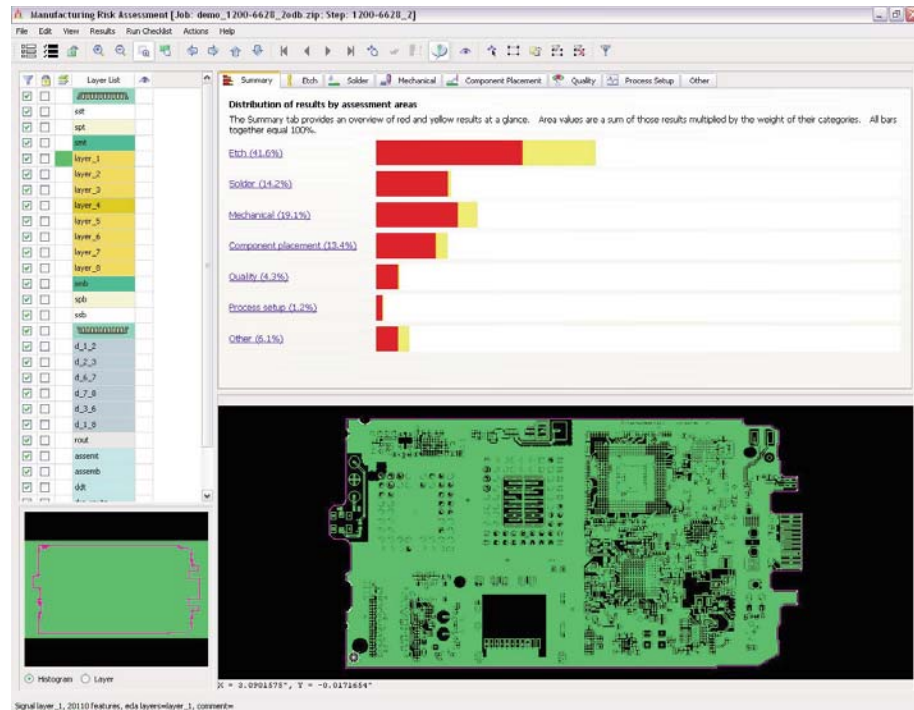 Manufacturing Risk Assessment [Job: demo_1200-6628_2odb.zip; Step: 1200-6628_2]
File Edit View Results Run Checklist Actions Help
Layer List
sst
spt
smt
layer_1
layer_2
layer_3
layer_4
layer_5
layer_6
layer_7
layer_8
smb
spb
ssb
d_1_2
d_2_3
d_6_7
d_7_8
d_3_6
d_1_8
rout
assemt
assemb
ddt
Summary Etch Solder Mechanical Component Placement Quality Process Setup Other
Distribution of results by assessment areas
The Summary tab provides an overview of red and yellow results at a glance. Area values are a sum of those results multiplied by the weight of their categories. All bars
together equal 100%.
Etch (41.6%)
Solder (14.2%)
Mechanical (19.1%)
Component placement (13.4%)
Quality (4.3%)
Process setup (1.2%)
Other (6.1%)
Histogram Layer
X = 3.0901575", Y = -0.0171654"
Signal layer_1, 20110 features, eda layers=layer_1, comment=